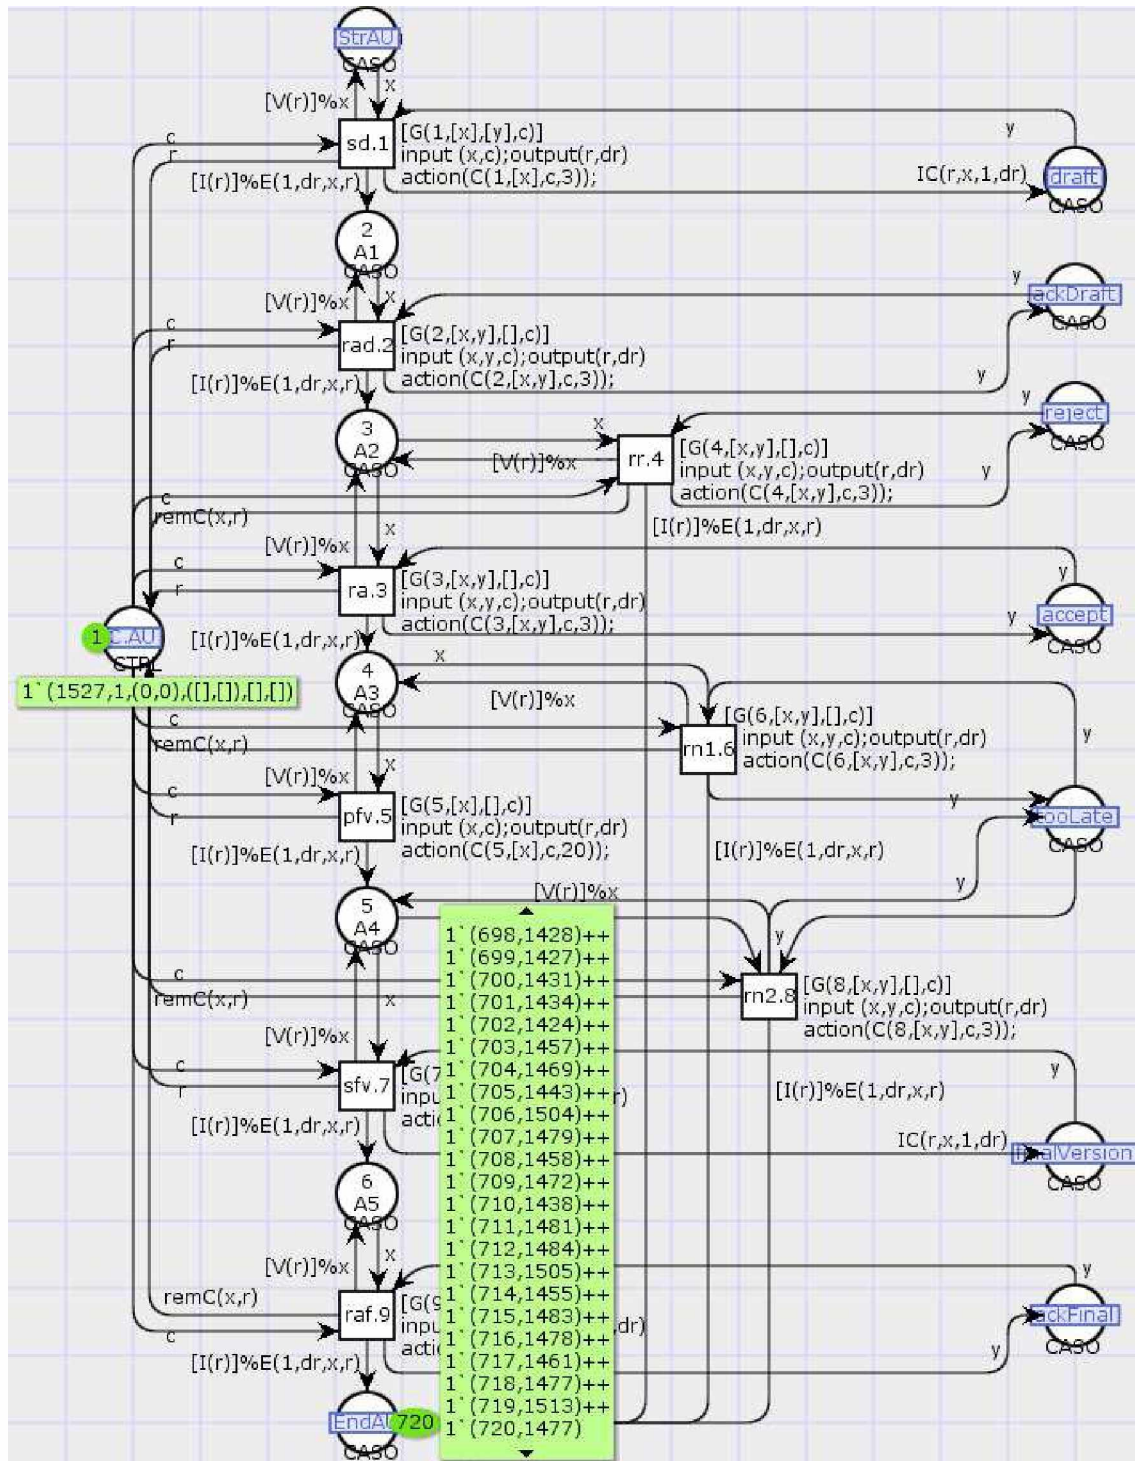 StrAU
CASO
[V(r)]%x
x
c
sd.1
[G(1,[x],[y],c)]
input (x,c);output(r,dr)
action(C(1,[x],c,3));
y
r
[I(r)]%E(1,dr,x,r)
IC(r,x,1,dr)
draft
CASO
2
A1
CASO
[V(r)]%x
x
y
ackDraft
CASO
c
rad.2
[G(2,[x,y],[],c)]
input (x,y,c);output(r,dr)
action(C(2,[x,y],c,3));
r
[I(r)]%E(1,dr,x,r)
y
y
reject
CASO
3
A2
CASO
x
[V(r)]%x
rr.4
[G(4,[x,y],[],c)]
input (x,y,c);output(r,dr)
action(C(4,[x,y],c,3));
y
c
remC(x,r)
[I(r)]%E(1,dr,x,r)
[V(r)]%x
x
c
ra.3
[G(3,[x,y],[],c)]
input (x,y,c);output(r,dr)
action(C(3,[x,y],c,3));
y
r
y
accept
CASO
1
C.AU
CTRL
1`(1527,1,(0,0),([],[]),[],[])
[I(r)]%E(1,dr,x,r)
4
A3
CASO
x
[V(r)]%x
c
remC(x,r)
rn1.6
[G(6,[x,y],[],c)]
input (x,y,c);output(r,dr)
action(C(6,[x,y],c,3));
y
[V(r)]%x
x
c
r
pfv.5
[G(5,[x],[],c)]
input (x,c);output(r,dr)
action(C(5,[x],c,20));
y
tooLate
CASO
[I(r)]%E(1,dr,x,r)
[I(r)]%E(1,dr,x,r)
5
A4
CASO
[V(r)]%x
y
y
c
remC(x,r)
rn2.8
[G(8,[x,y],[],c)]
input (x,y,c);output(r,dr)
action(C(8,[x,y],c,3));
[V(r)]%x
x
c
r
sfv.7
[G(7
inpu
r)
acti
y
[I(r)]%E(1,dr,x,r)
[I(r)]%E(1,dr,x,r)
IC(r,x,1,dr)
finalVersion
CASO
6
A5
CASO
[V(r)]%x
x
remC(x,r)
c
raf.9
[G(9
inpu
dr)
acti
y
y
ackFinal
CASO
[I(r)]%E(1,dr,x,r)
EndAU
CASO
720
1`(698,1428)++
1`(699,1427)++
1`(700,1431)++
1`(701,1434)++
1`(702,1424)++
1`(703,1457)++
1`(704,1469)++
1`(705,1443)++
1`(706,1504)++
1`(707,1479)++
1`(708,1458)++
1`(709,1472)++
1`(710,1438)++
1`(711,1481)++
1`(712,1484)++
1`(713,1505)++
1`(714,1455)++
1`(715,1483)++
1`(716,1478)++
1`(717,1461)++
1`(718,1477)++
1`(719,1513)++
1`(720,1477)